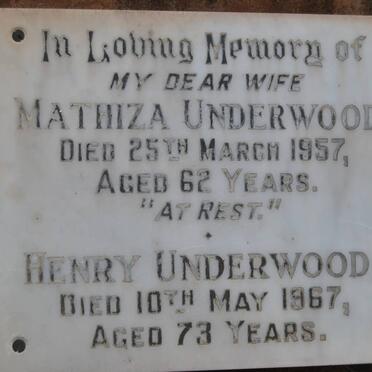 In Loving Memory of
MY DEAR WIFE
MATHIZA UNDERWOOD
DIED 25TH MARCH 1957,
AGED 62 YEARS.
"AT REST."
HENRY UNDERWOOD
DIED 10TH MAY 1967,
AGED 73 YEARS.